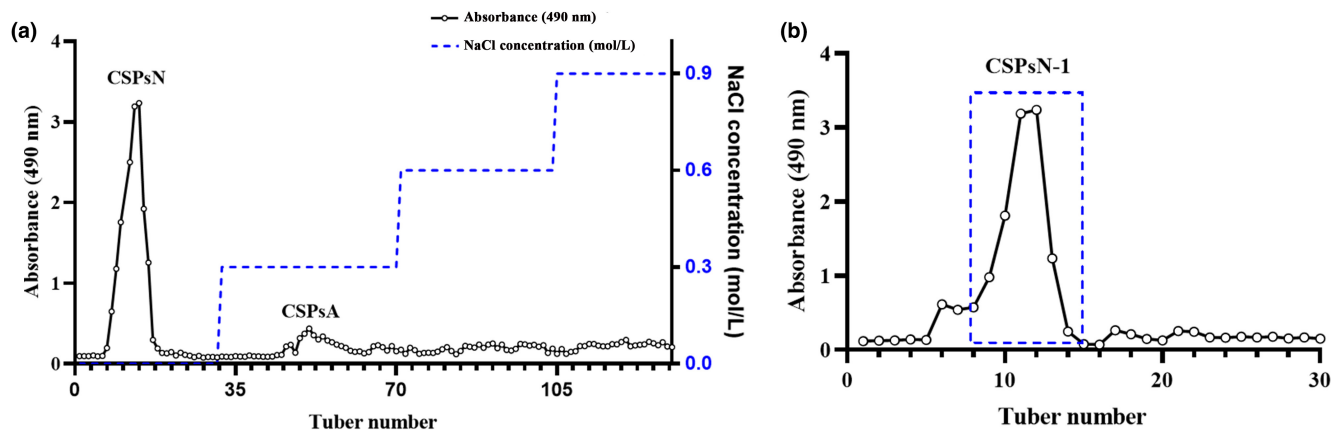 (a)
Absorbance (490 nm)
NaCl concentration (mol/L)
CSPsN
CSPsA
4
3
2
1
0
Absorbance (490 nm)
0.9
0.6
0.3
0.0
NaCl concentration (mol/L)
0 35 70 105
Tuber number
(b)
CSPsN-1
4
3
2
1
0
Absorbance (490 nm)
0 10 20 30
Tuber number